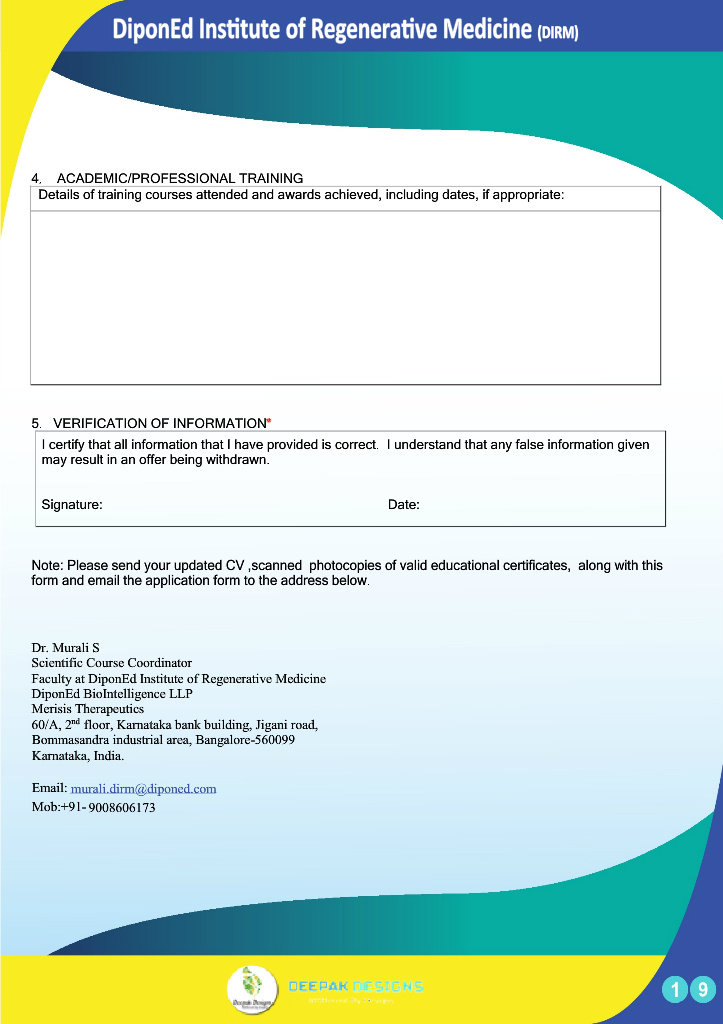 DiponEd Institute of Regenerative Medicine (DIRM)
4. ACADEMIC/PROFESSIONAL TRAINING
Details of training courses attended and awards achieved, including dates, if appropriate:
5. VERIFICATION OF INFORMATION*
I certify that all information that I have provided is correct. I understand that any false information given
may result in an offer being withdrawn.
Signature: Date:
Note: Please send your updated CV ,scanned photocopies of valid educational certificates, along with this
form and email the application form to the address below.
Dr. Murali S
Scientific Course Coordinator
Faculty at DiponEd Institute of Regenerative Medicine
DiponEd BioIntelligence LLP
Merisis Therapeutics
60/A, 2nd floor, Karnataka bank building, Jigani road,
Bommasandra industrial area, Bangalore-560099
Karnataka, India.
Email: murali.dirm@diponed.com
Mob:+91- 9008606173
Deepak Designs
DEEPAK DESIGNS
1 9